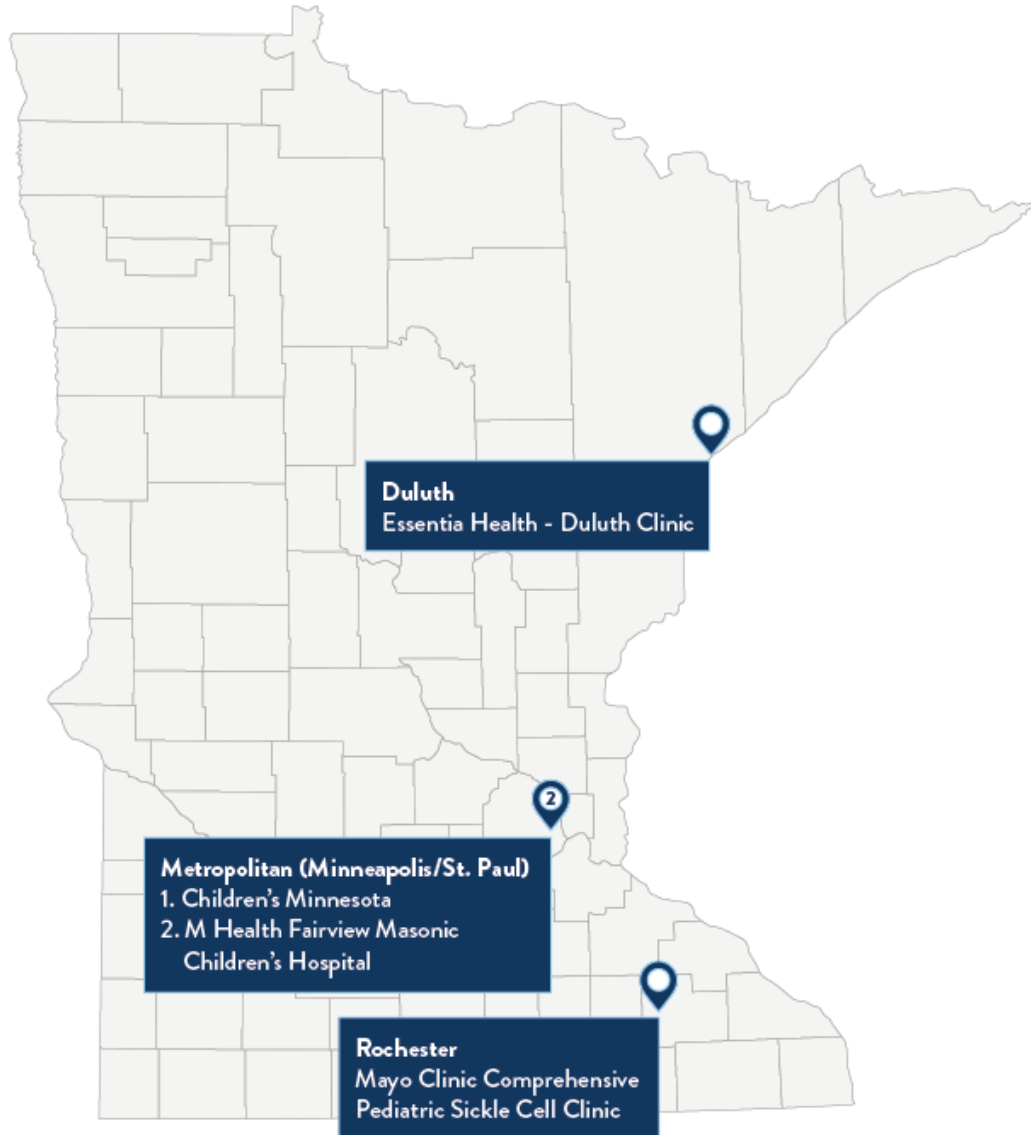 Duluth
Essentia Health - Duluth Clinic
2
Metropolitan (Minneapolis/St. Paul)
1. Children's Minnesota
2. M Health Fairview Masonic
Children's Hospital
Rochester
Mayo Clinic Comprehensive
Pediatric Sickle Cell Clinic